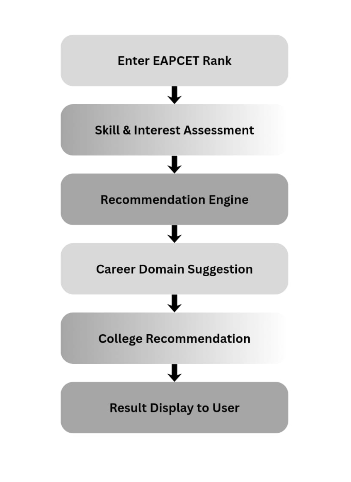 Enter EAPCET Rank
Skill & Interest Assessment
Recommendation Engine
Career Domain Suggestion
College Recommendation
Result Display to User